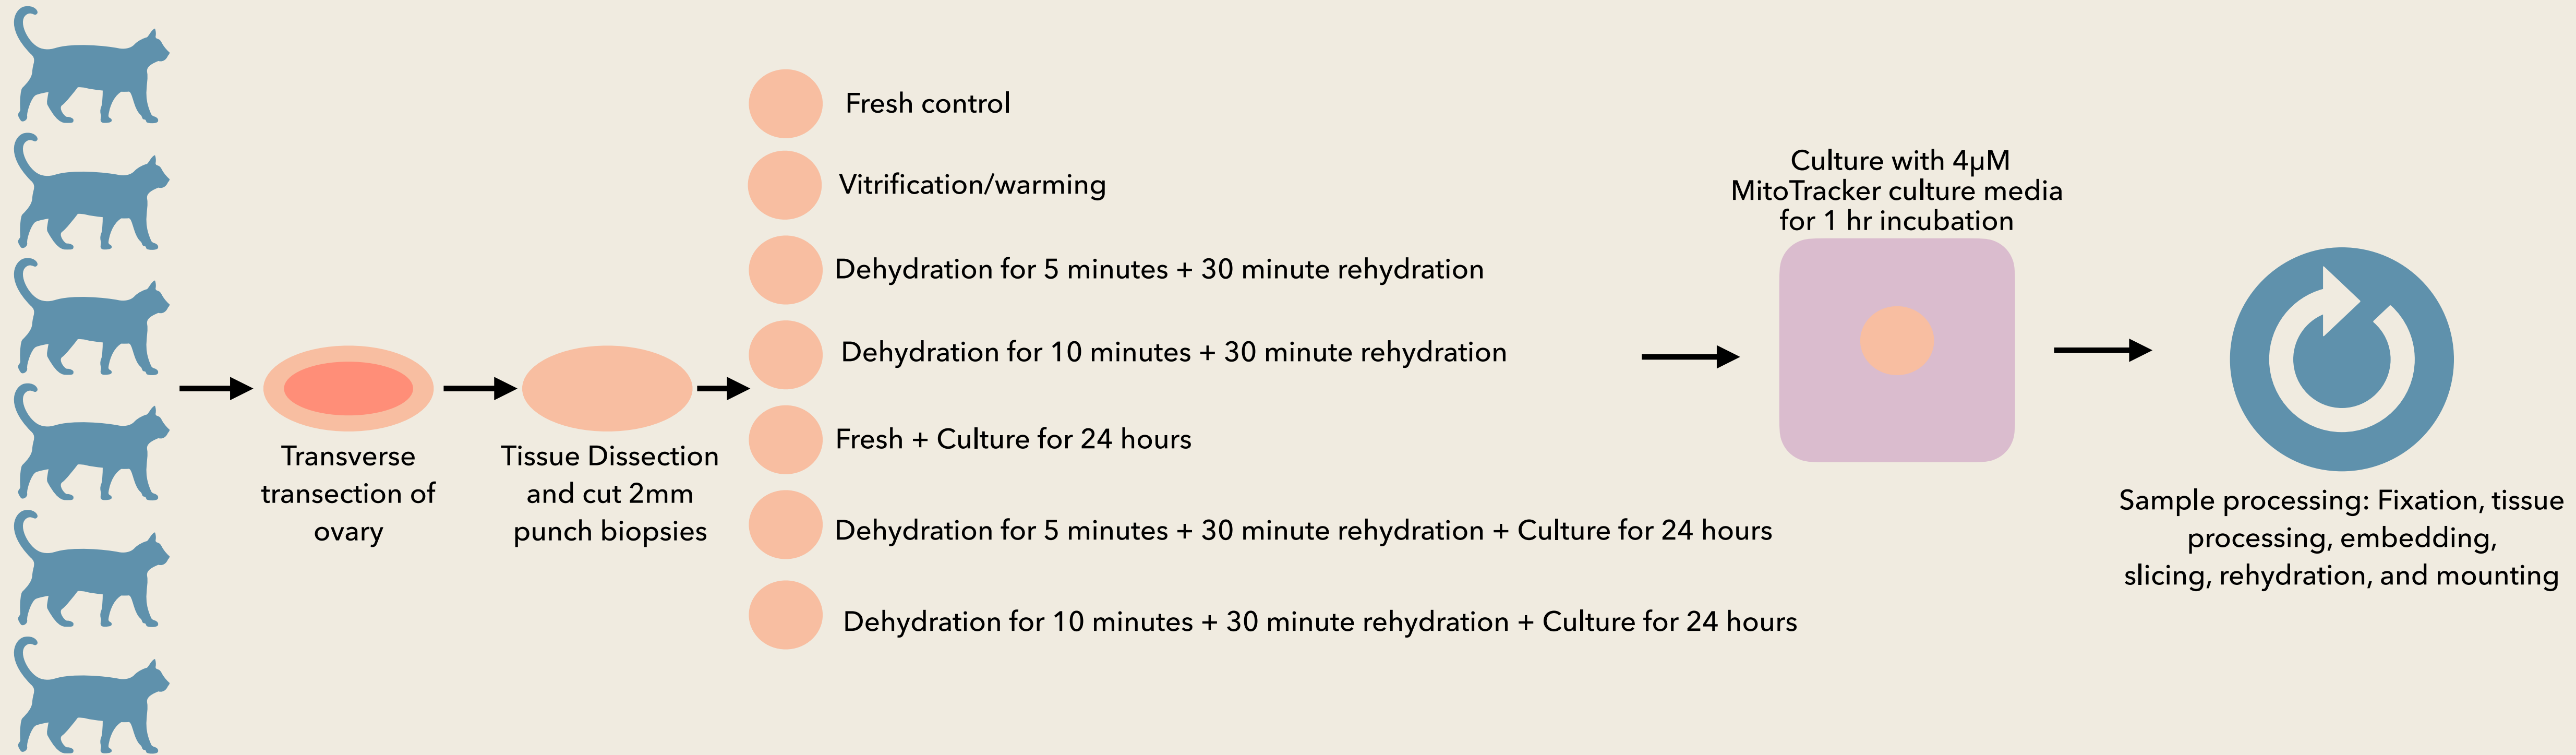 Transverse
transection of
ovary
Tissue Dissection
and cut 2mm
punch biopsies
Fresh control
Vitrification/warming
Dehydration for 5 minutes + 30 minute rehydration
Dehydration for 10 minutes + 30 minute rehydration
Fresh + Culture for 24 hours
Dehydration for 5 minutes + 30 minute rehydration + Culture for 24 hours
Dehydration for 10 minutes + 30 minute rehydration + Culture for 24 hours
Culture with 4μM
MitoTracker culture media
for 1 hr incubation
Sample processing: Fixation, tissue
processing, embedding,
slicing, rehydration, and mounting